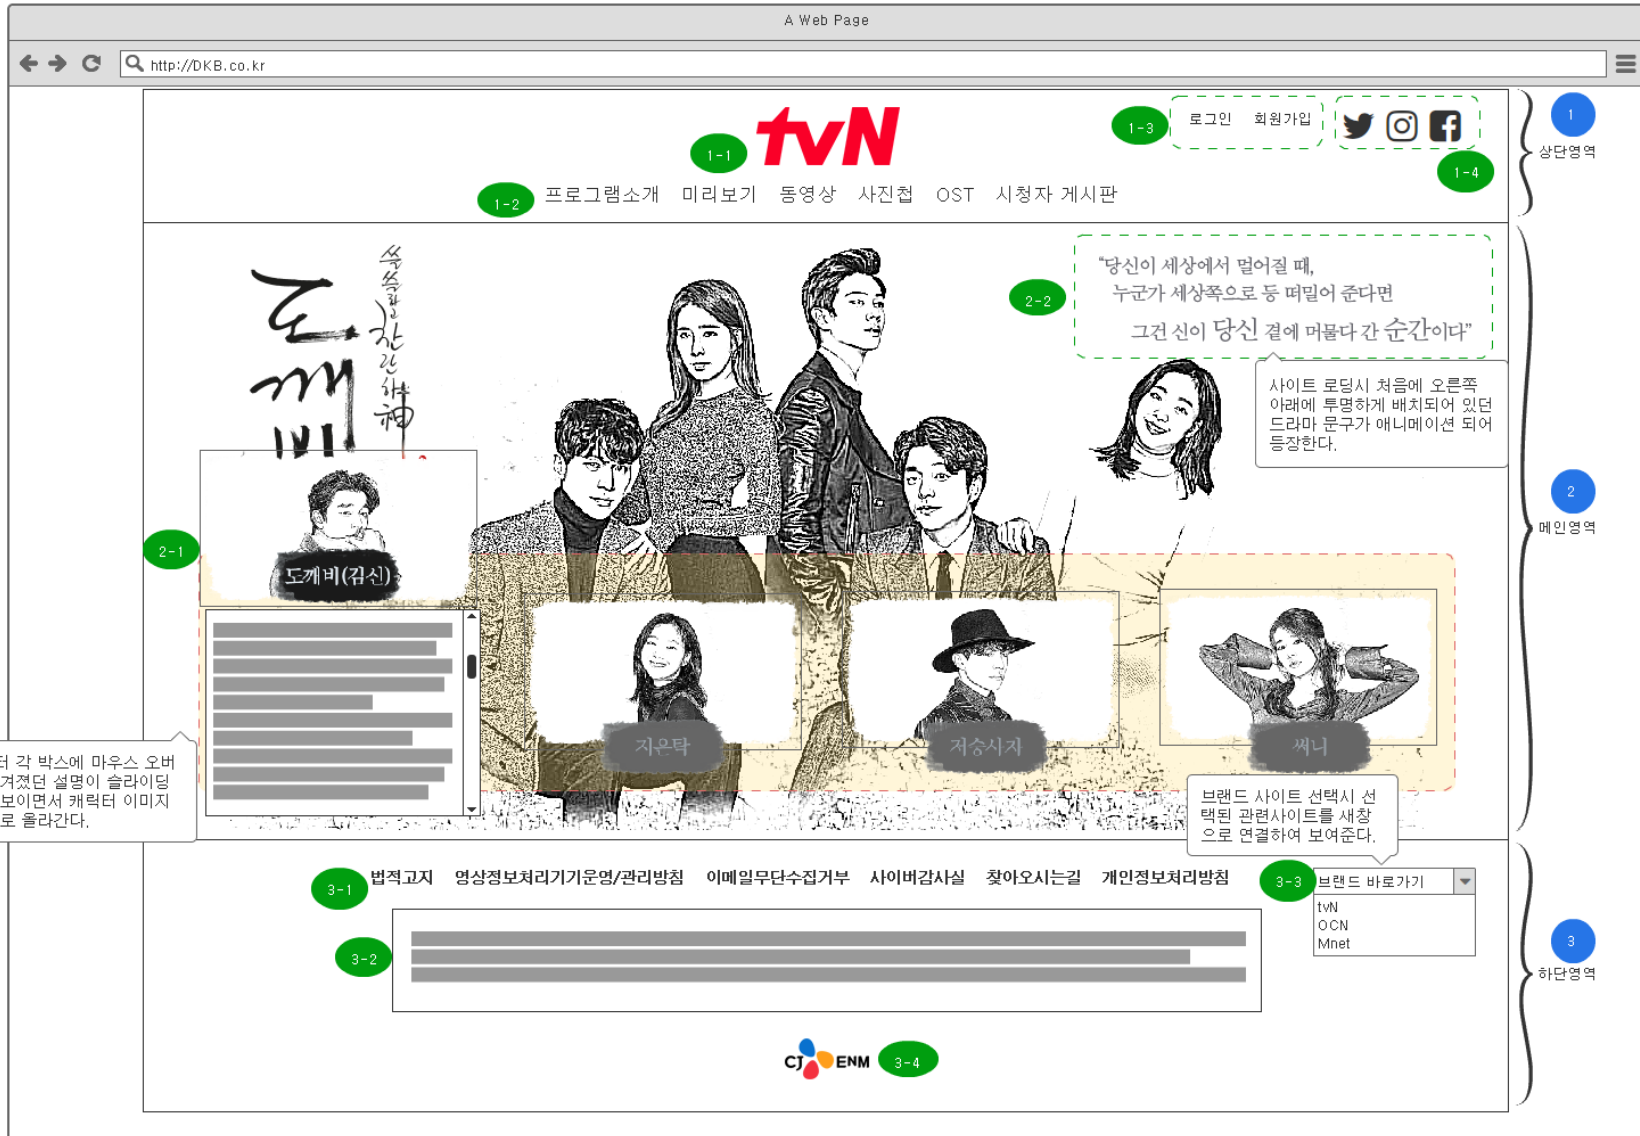 A Web Page
http://DKB.co.kr
tvN
1-1
1-2
프로그램소개 미리보기 동영상 사진첩 OST 시청자 게시판
1-3
로그인 회원가입
1-4
1
상단영역
쓸쓸하고 찬란하神
도깨비
2-2
“당신이 세상에서 멀어질 때,
누군가 세상쪽으로 등 떠밀어 준다면
그건 신이 당신 곁에 머물다 간 순간이다”
사이트 로딩시 처음에 오른쪽
아래에 투명하게 배치되어 있던
드라마 문구가 애니메이션 되어
등장한다.
2
메인영역
2-1
도깨비(김신)
지은탁
저승사자
써니
터 각 박스에 마우스 오버
겨졌던 설명이 슬라이딩
보이면서 캐릭터 이미지
로 올라간다.
브랜드 사이트 선택시 선
택된 관련사이트를 새창
으로 연결하여 보여준다.
3-1
법적고지 영상정보처리기기운영/관리방침 이메일무단수집거부 사이버감사실 찾아오시는길 개인정보처리방침
3-3
브랜드 바로가기
tvN
OCN
Mnet
3-2
3
하단영역
CJ ENM
3-4